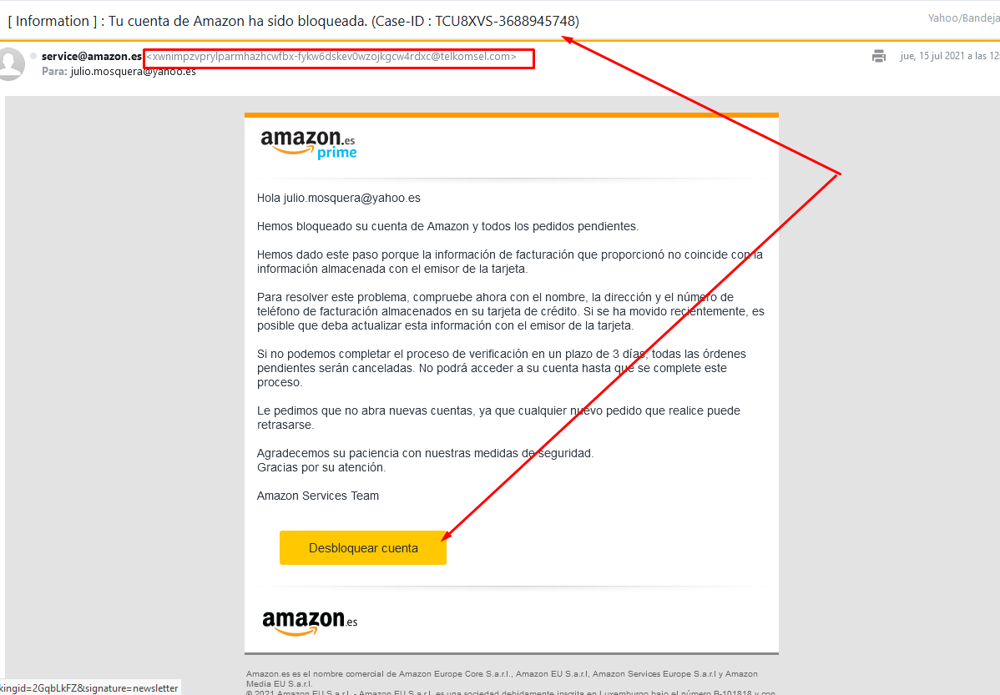 [ Information ] : Tu cuenta de Amazon ha sido bloqueada. (Case-ID : TCU8XVS-3688945748)
Yahoo/Bandeja
service@amazon.es <xwnimpzvprylparmhazhcwfbx-fykw6dskev0wzojkgcw4rdxc@telkomsel.com>
jue, 15 jul 2021 a las 12
Para: julio.mosquera@yahoo.es
amazon.es
prime
Hola julio.mosquera@yahoo.es
Hemos bloqueado su cuenta de Amazon y todos los pedidos pendientes.
Hemos dado este paso porque la información de facturación que proporcionó no coincide con la
información almacenada con el emisor de la tarjeta.
Para resolver este problema, compruebe ahora con el nombre, la dirección y el número de
teléfono de facturación almacenados en su tarjeta de crédito. Si se ha movido recientemente, es
posible que deba actualizar esta información con el emisor de la tarjeta.
Si no podemos completar el proceso de verificación en un plazo de 3 días, todas las órdenes
pendientes serán canceladas. No podrá acceder a su cuenta hasta que se complete este
proceso.
Le pedimos que no abra nuevas cuentas, ya que cualquier nuevo pedido que realice puede
retrasarse.
Agradecemos su paciencia con nuestras medidas de seguridad.
Gracias por su atención.
Amazon Services Team
Desbloquear cuenta
amazon.es
Amazon.es es el nombre comercial de Amazon Europe Core S.a.r.l., Amazon EU S.a.r.l, Amazon Services Europe S.a.r.l y Amazon
Media EU S.a.r.l.
© 2021 Amazon EU S.a.r.l - Amazon EU S.a.r.l. es una sociedad debidamente inscrita en Luxemburgo bajo el número B-101818 y con
kingid=2GqbLkFZ&signature=newsletter